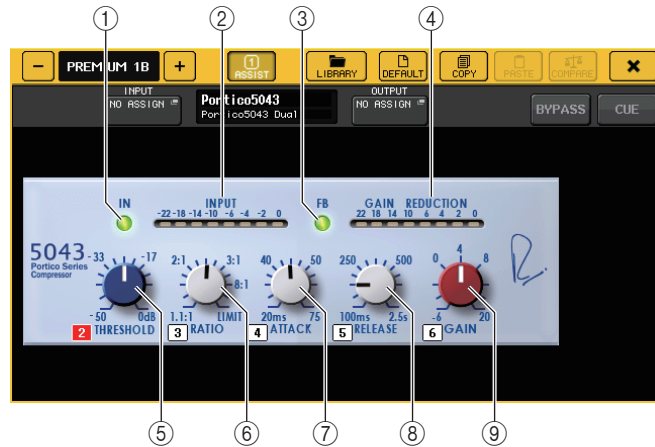 ① ② ③ ④
− PREMIUM 1B + 1 ASSIST LIBRARY DEFAULT COPY PASTE COMPARE ×
INPUT
NO ASSIGN
Portico5043
Portico5043 Dual
OUTPUT
NO ASSIGN
BYPASS CUE
IN INPUT FB GAIN REDUCTION
-22 -18 -14 -10 -6 -4 -2 0 22 18 14 10 6 4 2 0
5043
Portico Series
Compressor
-33 -17 2:1 3:1 40 50 250 500 0 4 8
8:1
-50 0dB 1.1:1 LIMIT 20ms 75 100ms 2.5s -6 20
2 THRESHOLD 3 RATIO 4 ATTACK 5 RELEASE 6 GAIN
⑤ ⑥ ⑦ ⑧ ⑨